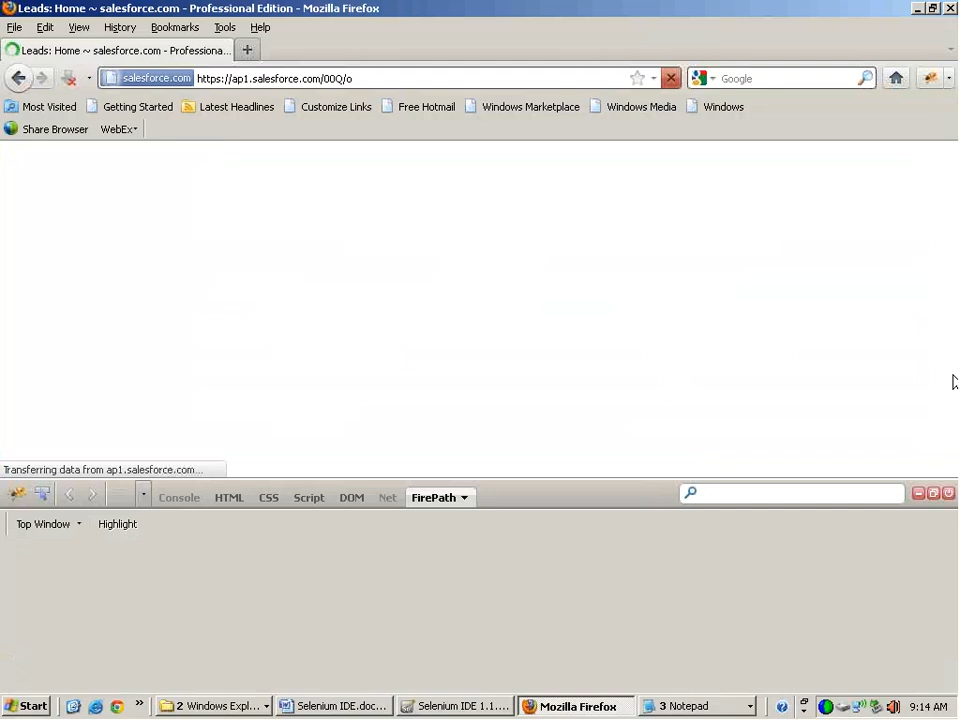 Leads: Home ~ salesforce.com - Professional Edition - Mozilla Firefox
File Edit View History Bookmarks Tools Help
Leads: Home ~ salesforce.com - Professiona... +
salesforce.com https://ap1.salesforce.com/00Q/o Google
Most Visited Getting Started Latest Headlines Customize Links Free Hotmail Windows Marketplace Windows Media Windows
Share Browser WebEx
Transferring data from ap1.salesforce.com...
Console HTML CSS Script DOM Net FirePath
Top Window Highlight
Start » 2 Windows Expl... Selenium IDE.doc... Selenium IDE 1.1.... Mozilla Firefox 3 Notepad 9:14 AM